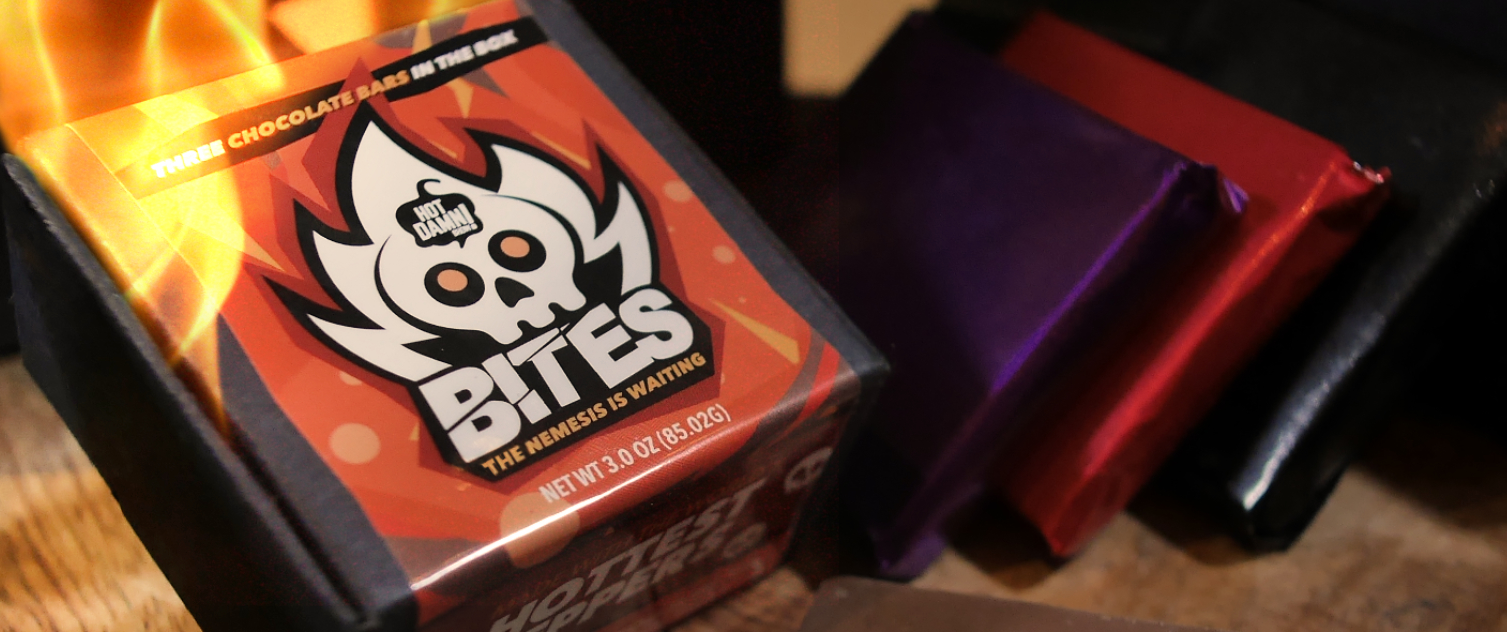 THREE CHOCOLATE BARS IN THE BOX
HOT
DAMN!
BITES
THE NEMESIS IS WAITING
NET WT 3.0 OZ (85.02G)
HOTTEST
PEPPERS